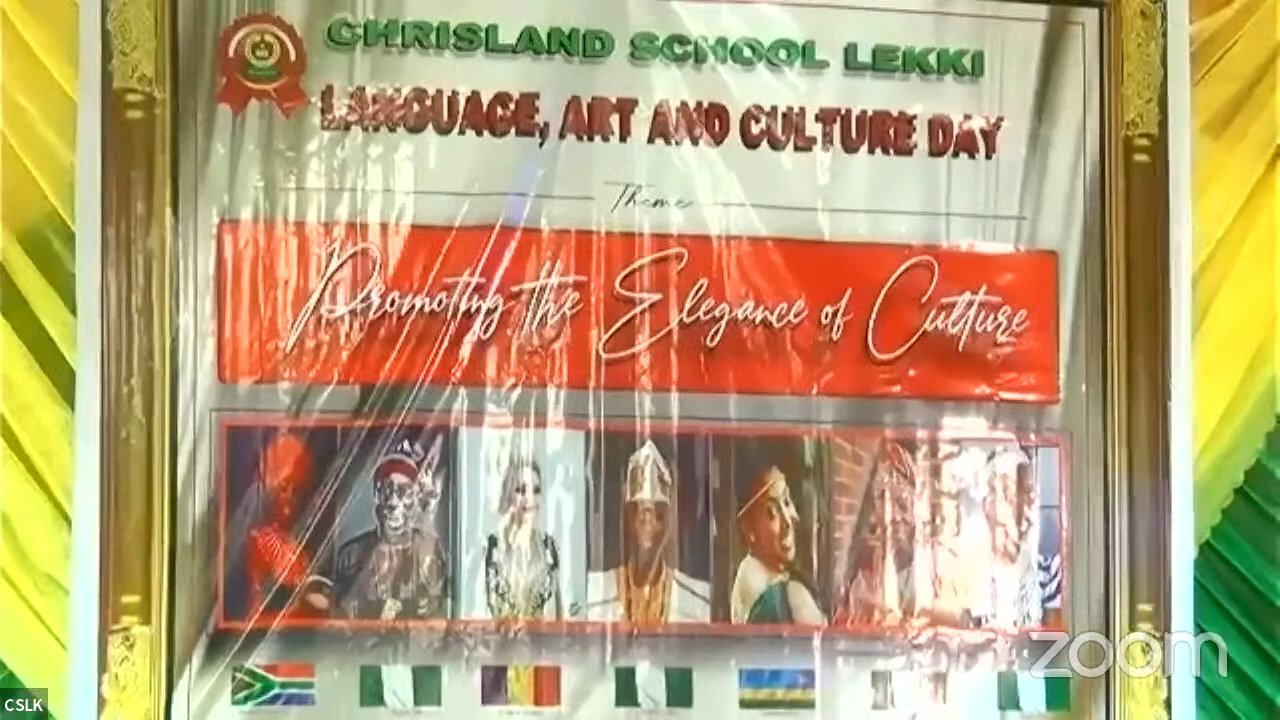 CHRISLAND SCHOOL LEKKI
LANGUAGE, ART AND CULTURE DAY
Theme
Promoting the Elegance of Culture
zoom
CSLK